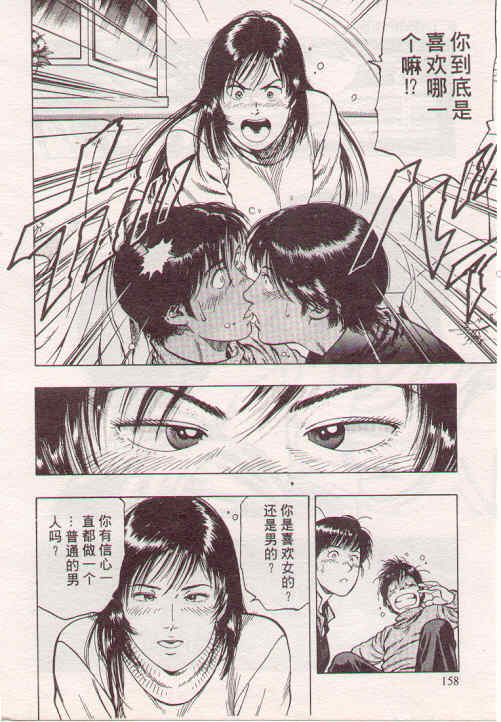 你到底是
喜欢哪一
个嘛!?
你是喜欢女的?
还是男的?
你有信心一
直都做一个
…普通的男
人吗?
158